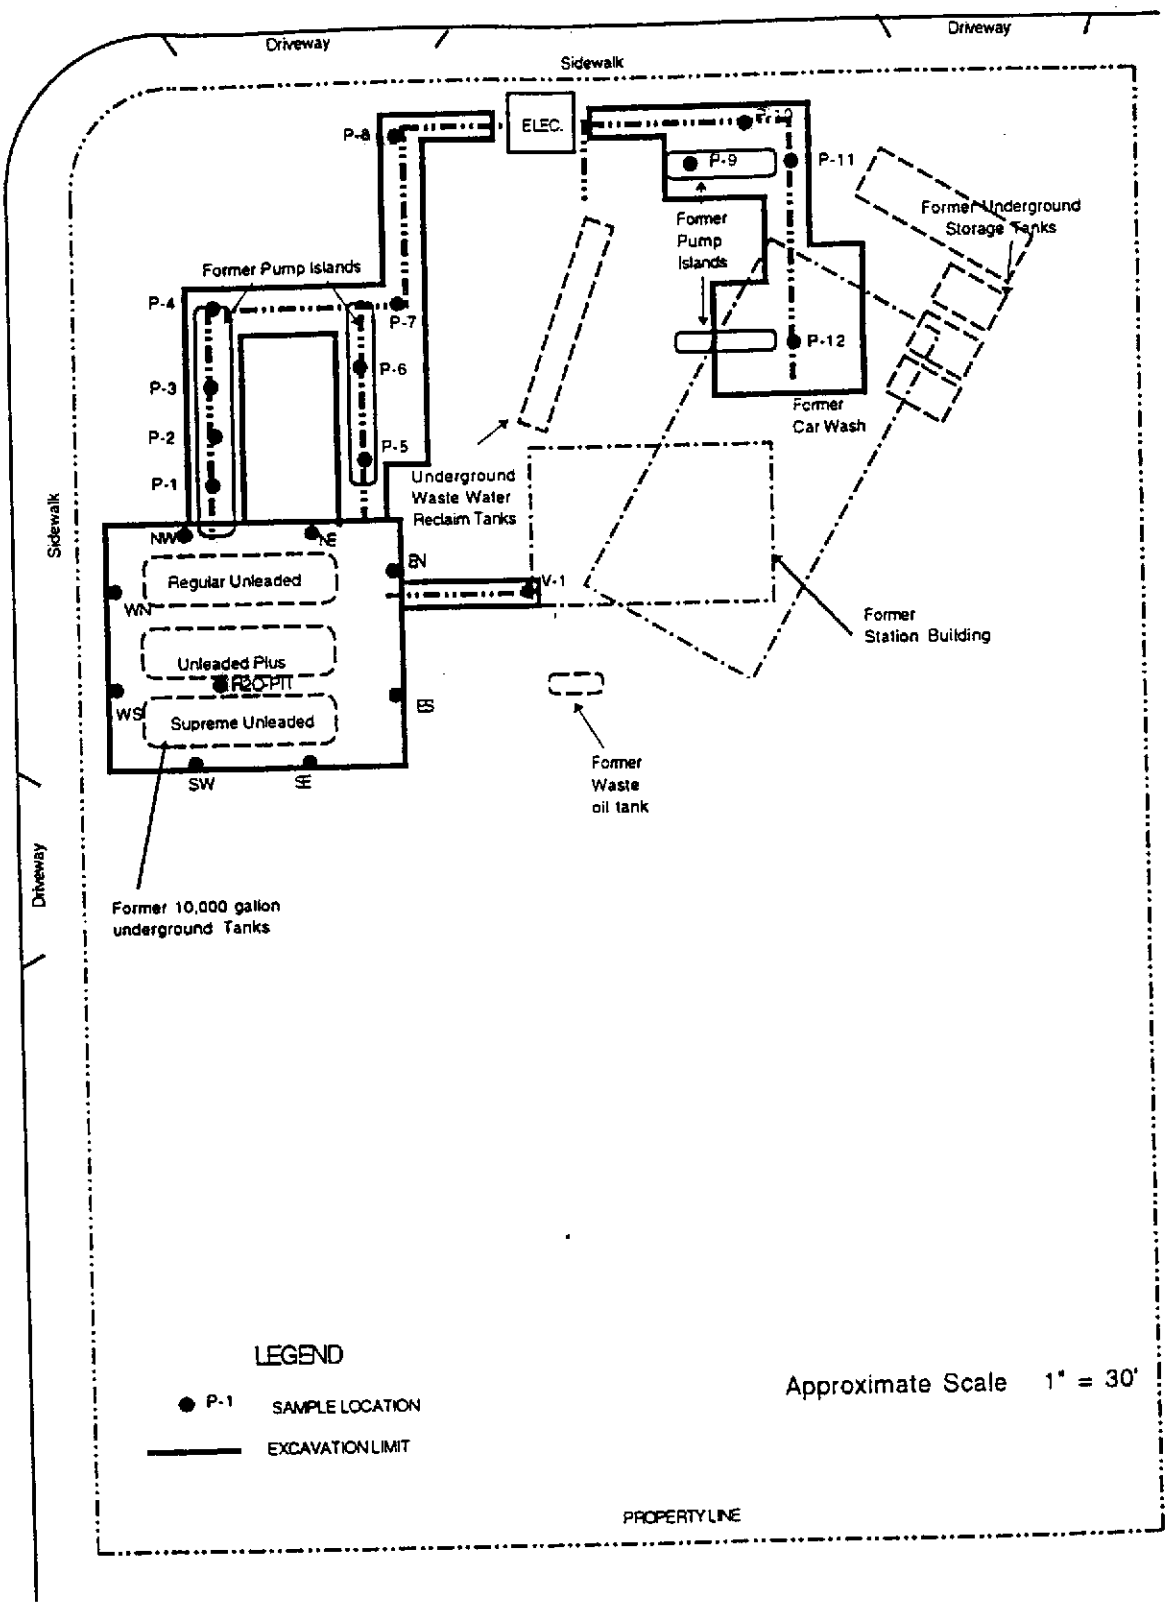 Driveway
Driveway
Sidewalk
ELEC.
P-8
P-9
P-11
Former
Pump
Islands
Former Underground
Storage Tanks
Former Pump Islands
P-4
P-7
P-12
P-6
P-3
P-2
P-5
P-1
Former
Car Wash
Underground
Waste Water
Reclaim Tanks
Sidewalk
NW
NE
EN
V-1
Regular Unleaded
WN
Former
Station Building
Unleaded Plus
WS
ES
Supreme Unleaded
SW
SE
Former
Waste
oil tank
Driveway
Former 10,000 gallon
underground Tanks
LEGEND
P-1 SAMPLE LOCATION
EXCAVATION LIMIT
Approximate Scale 1" = 30'
PROPERTY LINE